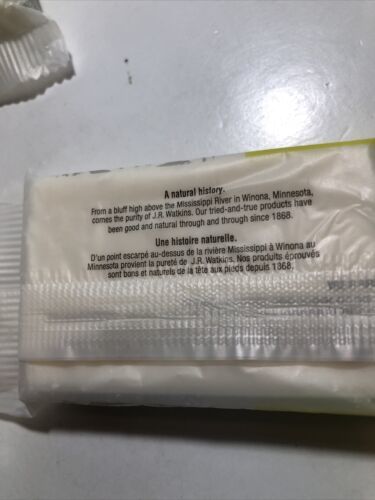 A natural history.
From a bluff high above the Mississippi River in Winona, Minnesota,
comes the purity of J.R. Watkins. Our tried-and-true products have
been good and natural through and through since 1868.
Une histoire naturelle.
D'un point escarpé au-dessus de la rivière Mississippi à Winona au
Minnesota provient la pureté de J.R. Watkins. Nos produits éprouvés
sont bons et naturels de la tête aux pieds depuis 1868.